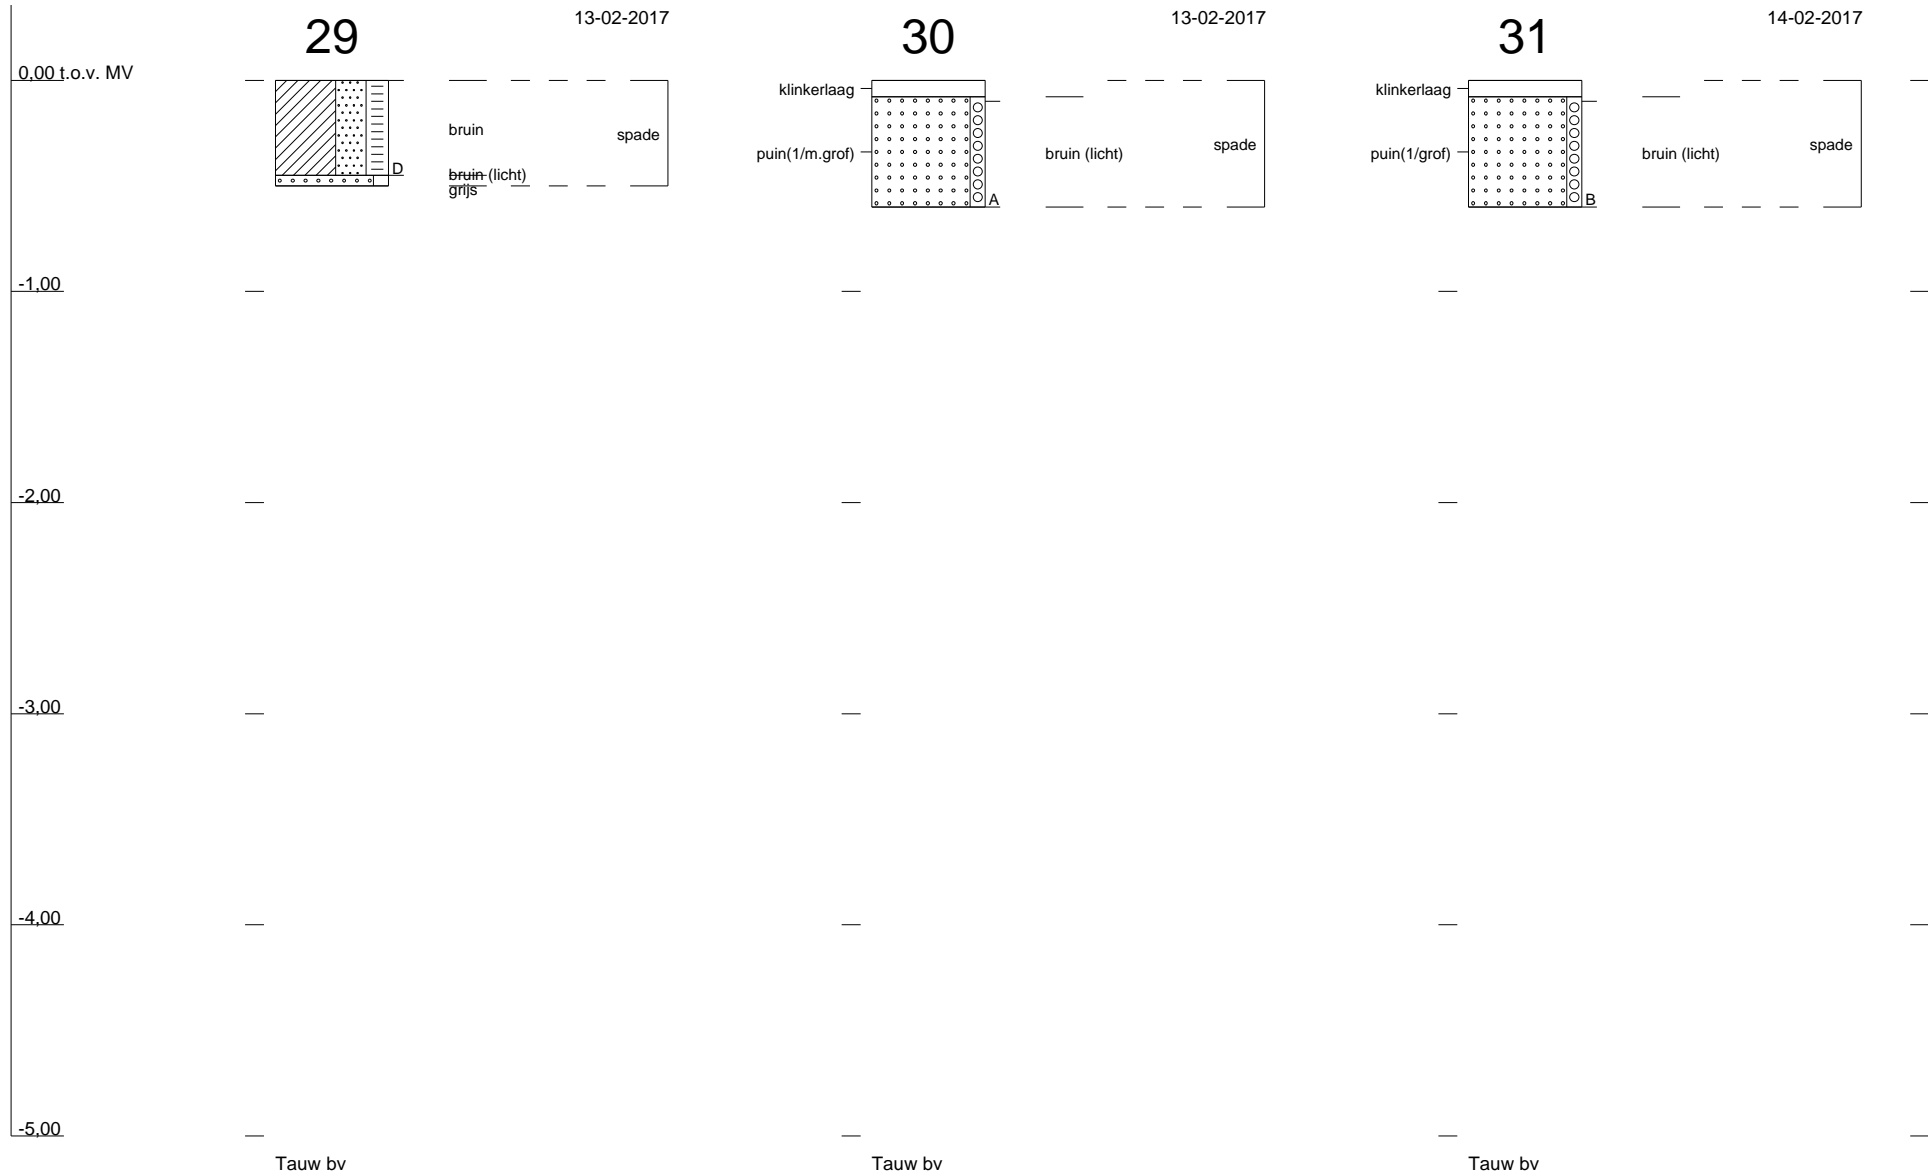 13-02-2017
29
0,00 t.o.v. MV
bruin
spade
D
bruin (licht)
grijs
13-02-2017
30
klinkerlaag
puin(1/m.grof)
bruin (licht)
spade
A
14-02-2017
31
klinkerlaag
puin(1/grof)
bruin (licht)
spade
B
-1,00
-2,00
-3,00
-4,00
-5,00
Tauw bv
Tauw bv
Tauw bv